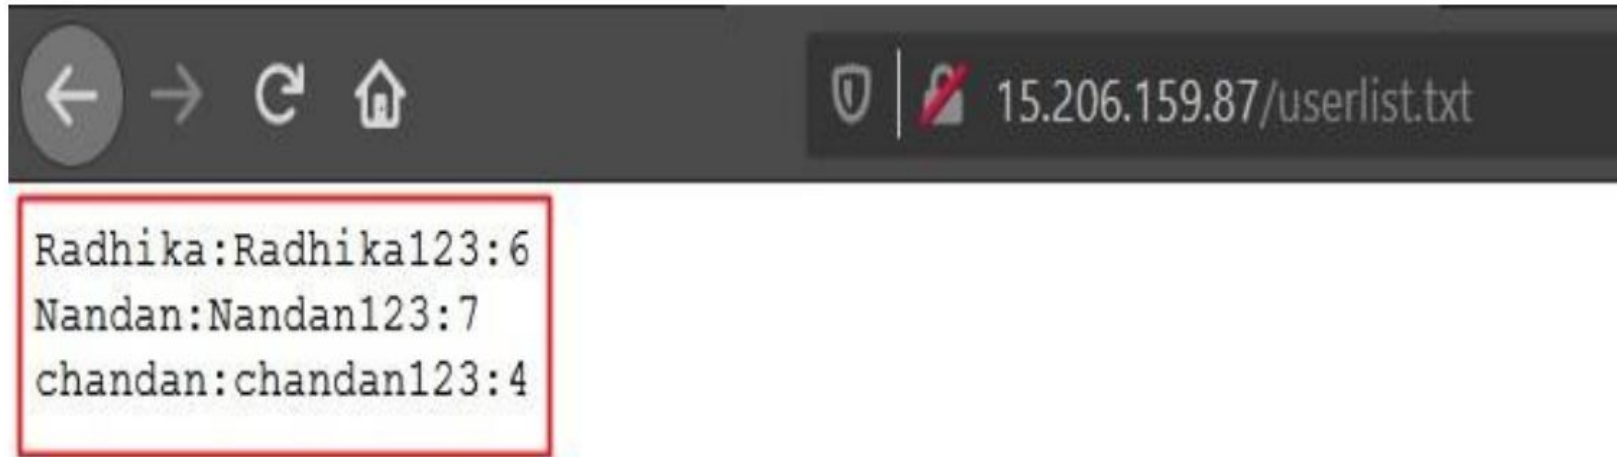 15.206.159.87/userlist.txt
Radhika:Radhika123:6
Nandan:Nandan123:7
chandan:chandan123:4